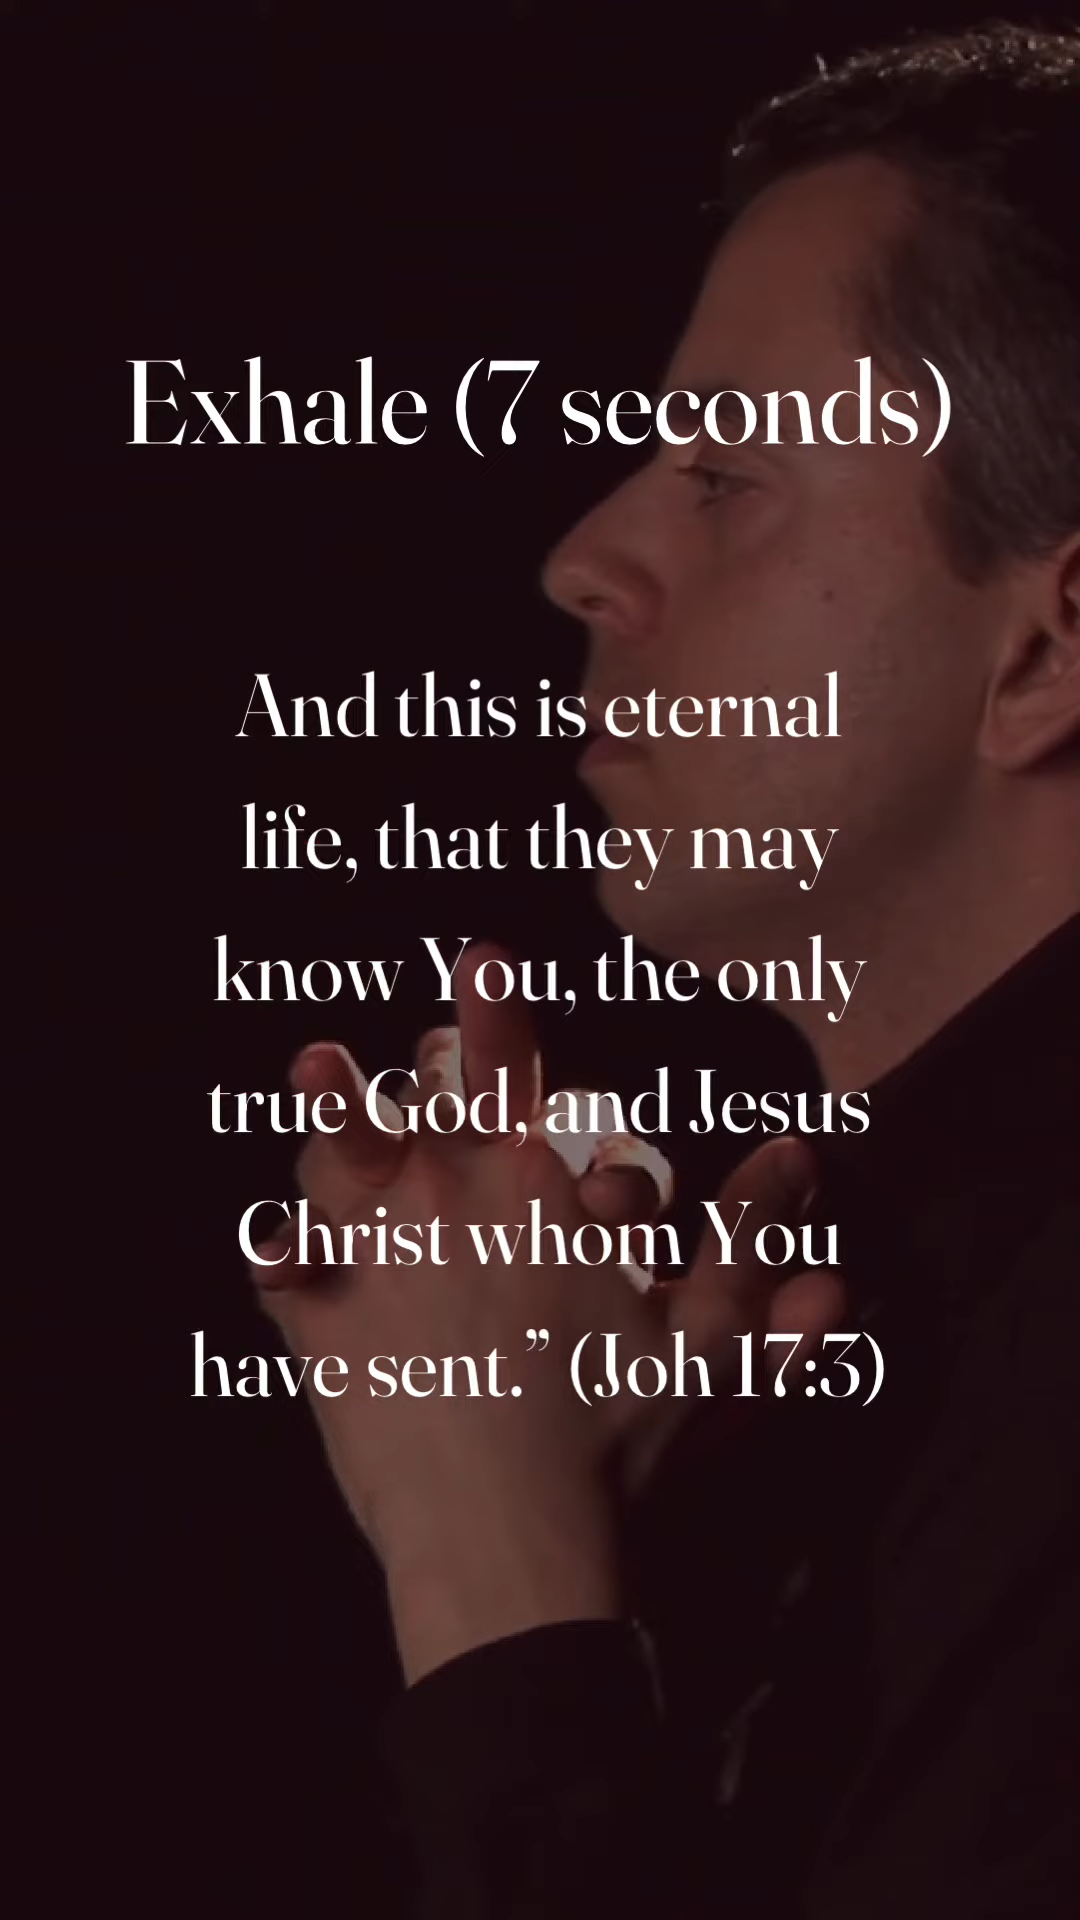 Exhale (7 seconds)
And this is eternal
life, that they may
know You, the only
true God, and Jesus
Christ whom You
have sent.” (Joh 17:3)